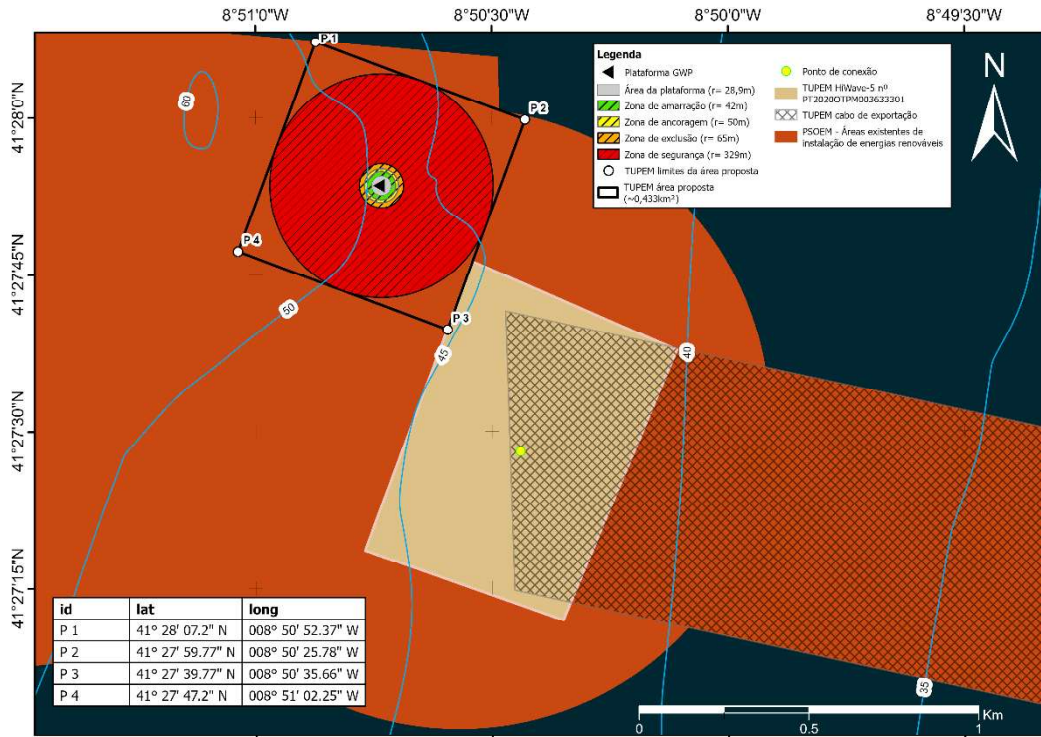 8°51'0"W 8°50'30"W 8°50'0"W 8°49'30"W
41°28'0"N
41°27'45"N
41°27'30"N
41°27'15"N
P 1
P 2
P 3
P 4
60
50
45
40
35
Legenda
Plataforma GWP
Área da plataforma (r= 28,9m)
Zona de amarração (r= 42m)
Zona de ancoragem (r= 50m)
Zona de exclusão (r= 65m)
Zona de segurança (r= 329m)
TUPEM limites da área proposta
TUPEM área proposta
(~0,433km²)
Ponto de conexão
TUPEM HiWave-5 nº
PT2020OTPM003633301
TUPEM cabo de exportação
PSOEM - Áreas existentes de
instalação de energias renováveis
N
id lat long
P 1 41° 28' 07.2" N 008° 50' 52.37" W
P 2 41° 27' 59.77" N 008° 50' 25.78" W
P 3 41° 27' 39.77" N 008° 50' 35.66" W
P 4 41° 27' 47.2" N 008° 51' 02.25" W
Km
0 0.5 1